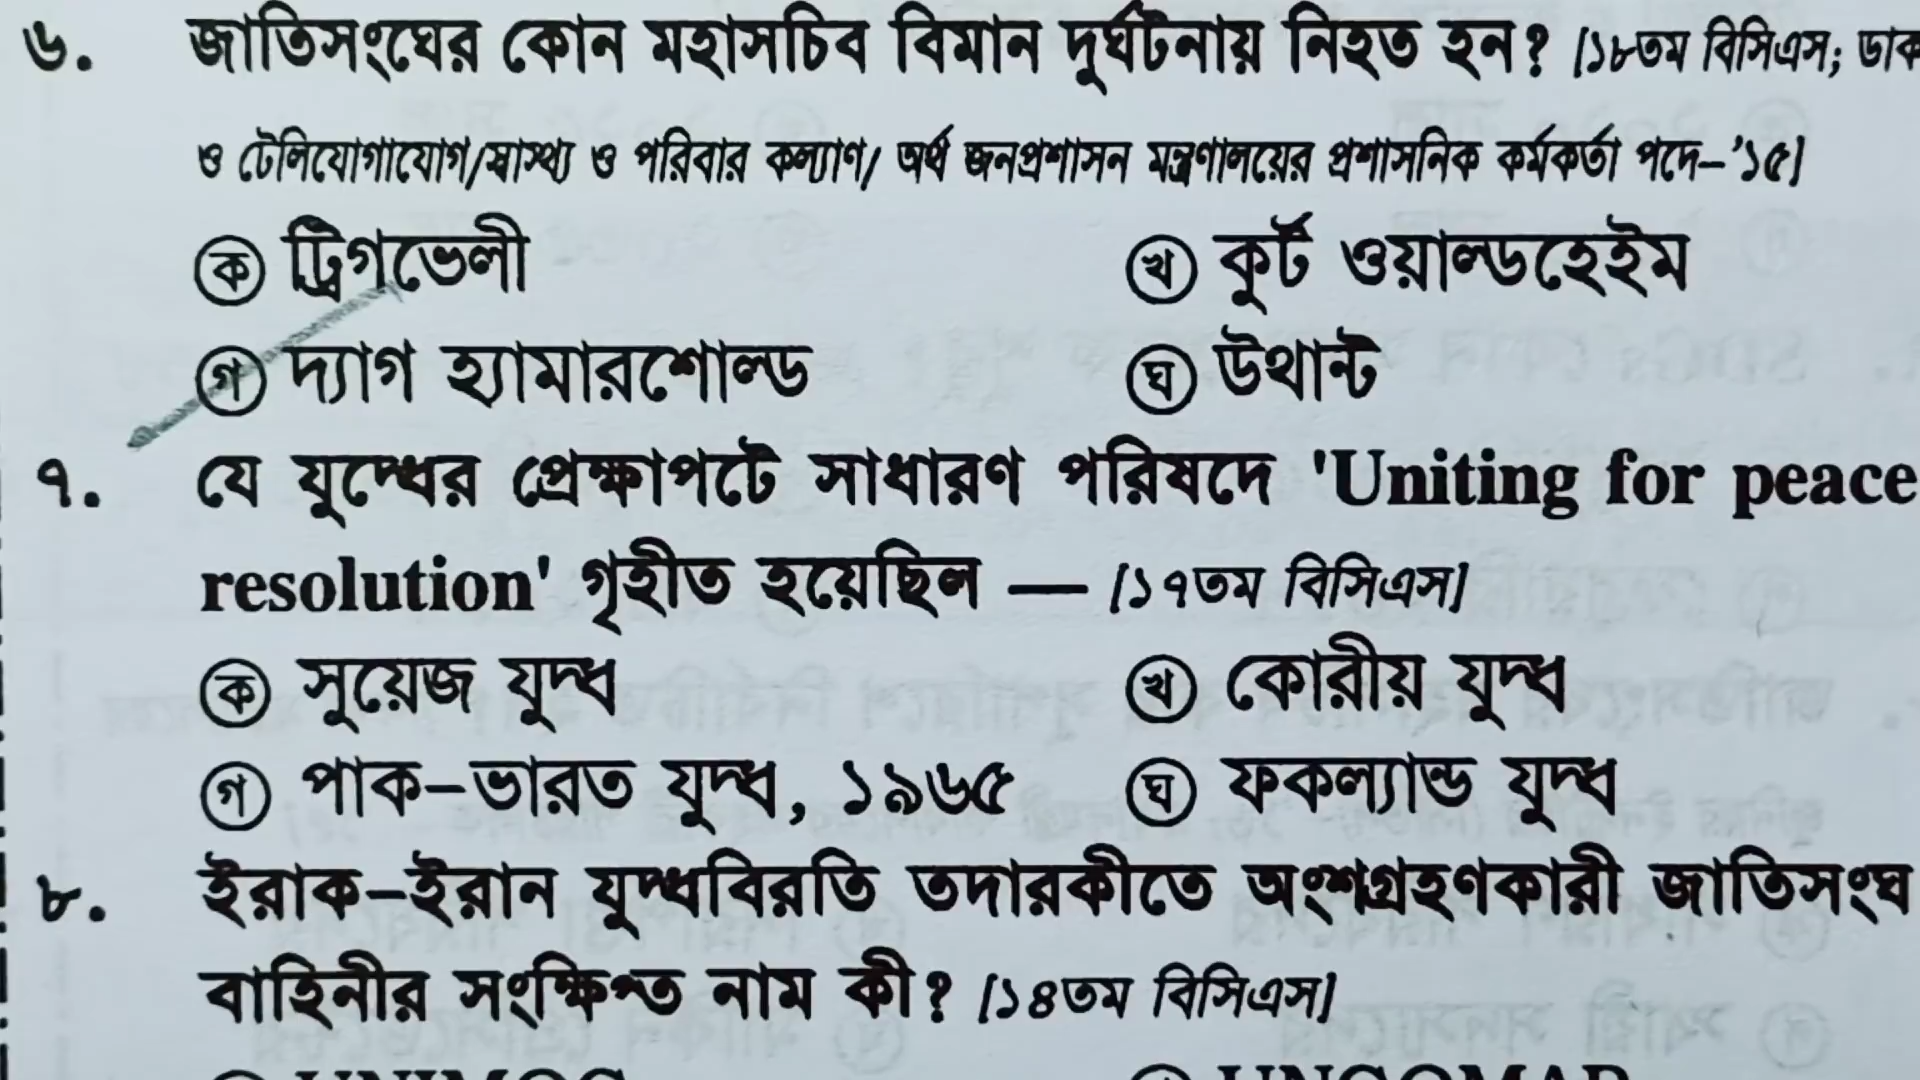 ৬. জাতিসংঘের কোন মহাসচিব বিমান দুর্ঘটনায় নিহত হন? [১৮তম বিসিএস; ডাক
ও টেলিযোগাযোগ/স্বাস্থ্য ও পরিবার কল্যাণ/ অর্থ জনপ্রশাসন মন্ত্রণালয়ের প্রশাসনিক কর্মকর্তা পদে–'১৫]
ক ট্রিগভেলী খ কুর্ট ওয়াল্ডহেইম
গ দ্যাগ হ্যামারশোল্ড ঘ উথান্ট
৭. যে যুদ্ধের প্রেক্ষাপটে সাধারণ পরিষদে 'Uniting for peace
resolution' গৃহীত হয়েছিল — [১৭তম বিসিএস]
ক সুয়েজ যুদ্ধ খ কোরীয় যুদ্ধ
গ পাক–ভারত যুদ্ধ, ১৯৬৫ ঘ ফকল্যান্ড যুদ্ধ
৮. ইরাক–ইরান যুদ্ধবিরতি তদারকীতে অংশগ্রহণকারী জাতিসংঘ
বাহিনীর সংক্ষিপ্ত নাম কী? [১৪তম বিসিএস]